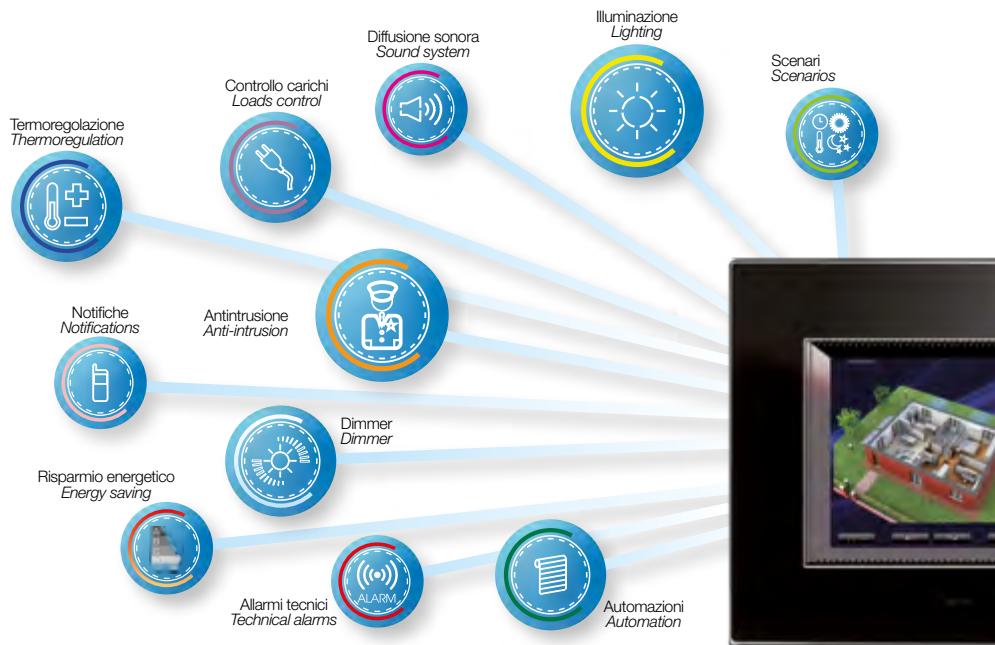 Illuminazione
Lighting
Diffusione sonora
Sound system
Scenari
Scenarios
Controllo carichi
Loads control
Termoregolazione
Thermoregulation
Notifiche
Notifications
Antintrusione
Anti-intrusion
Dimmer
Dimmer
Risparmio energetico
Energy saving
ALARM
Allarmi tecnici
Technical alarms
Automazioni
Automation